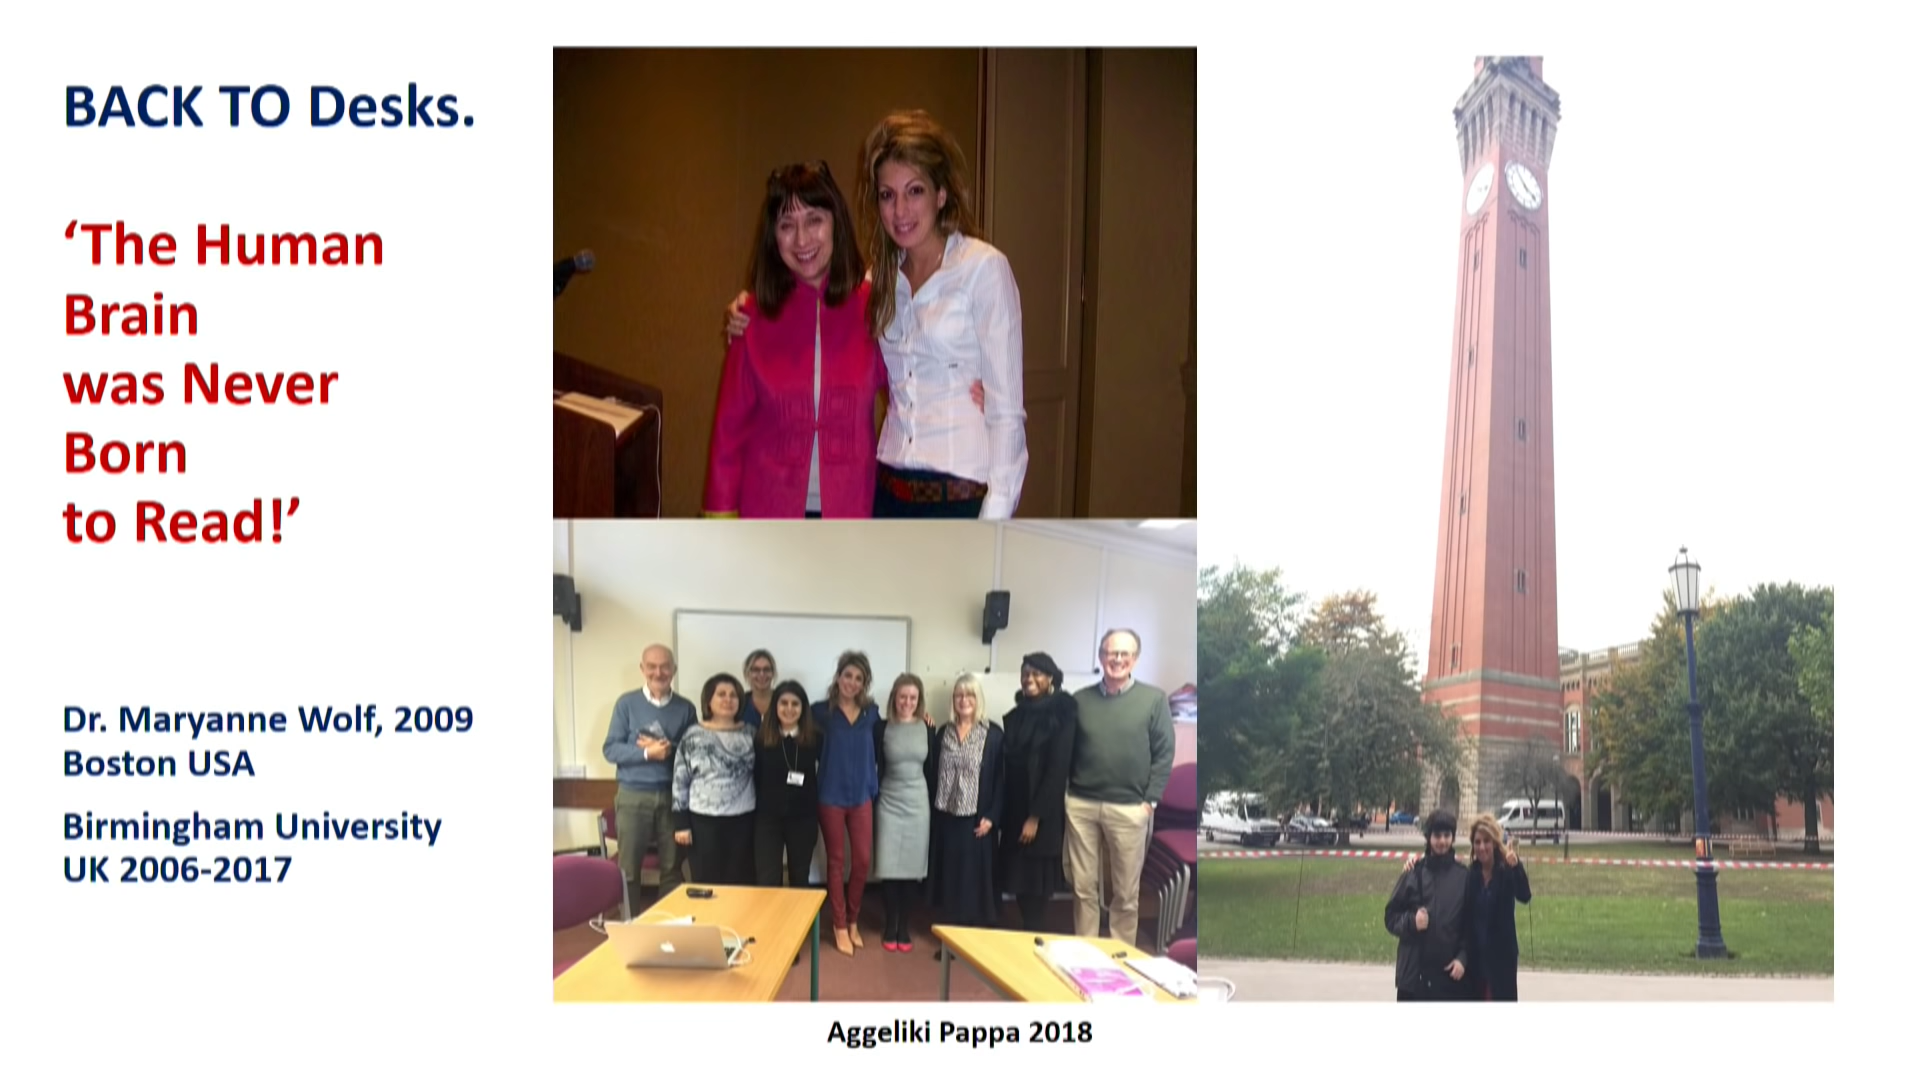 BACK TO Desks.
‘The Human
Brain
was Never
Born
to Read!’
Dr. Maryanne Wolf, 2009
Boston USA
Birmingham University
UK 2006-2017
Aggeliki Pappa 2018